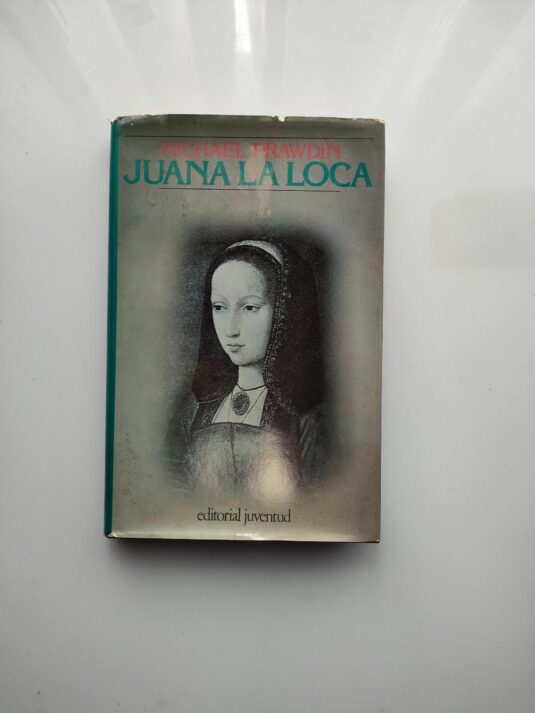 MICHAEL PRAWDIN
JUANA LA LOCA
editorial juventud